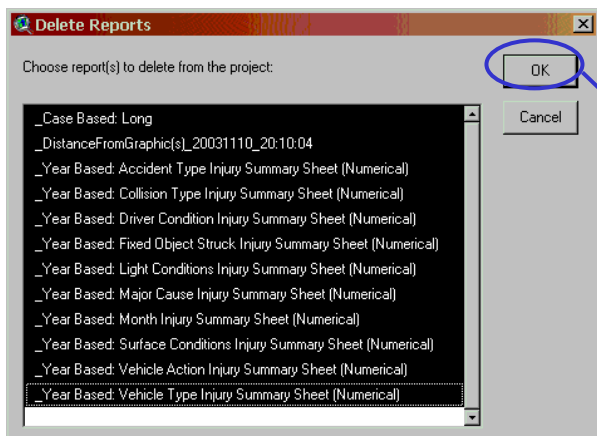 Delete Reports
Choose report(s) to delete from the project:
OK
Cancel
_Case Based: Long
_DistanceFromGraphic(s)_20031110_20:10:04
_Year Based: Accident Type Injury Summary Sheet (Numerical)
_Year Based: Collision Type Injury Summary Sheet (Numerical)
_Year Based: Driver Condition Injury Summary Sheet (Numerical)
_Year Based: Fixed Object Struck Injury Summary Sheet (Numerical)
_Year Based: Light Conditions Injury Summary Sheet (Numerical)
_Year Based: Major Cause Injury Summary Sheet (Numerical)
_Year Based: Month Injury Summary Sheet (Numerical)
_Year Based: Surface Conditions Injury Summary Sheet (Numerical)
_Year Based: Vehicle Action Injury Summary Sheet (Numerical)
_Year Based: Vehicle Type Injury Summary Sheet (Numerical)